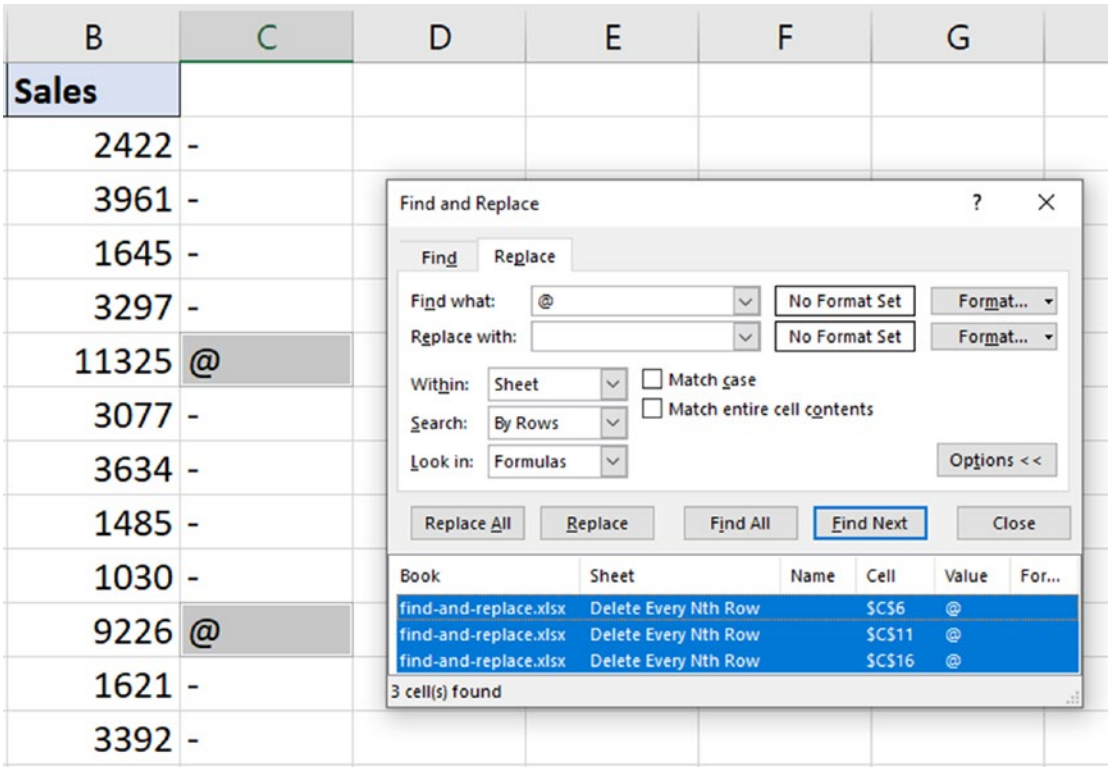 B C D E F G
Sales
2422 -
3961 -
1645 -
3297 -
11325 @
3077 -
3634 -
1485 -
1030 -
9226 @
1621 -
3392 -
Find and Replace ? ×
Find Replace
Find what: @ No Format Set Format...
Replace with: No Format Set Format...
Within: Sheet Match case
Search: By Rows Match entire cell contents
Look in: Formulas Options <<
Replace All Replace Find All Find Next Close
Book Sheet Name Cell Value For...
find-and-replace.xlsx Delete Every Nth Row $C$6 @
find-and-replace.xlsx Delete Every Nth Row $C$11 @
find-and-replace.xlsx Delete Every Nth Row $C$16 @
3 cell(s) found